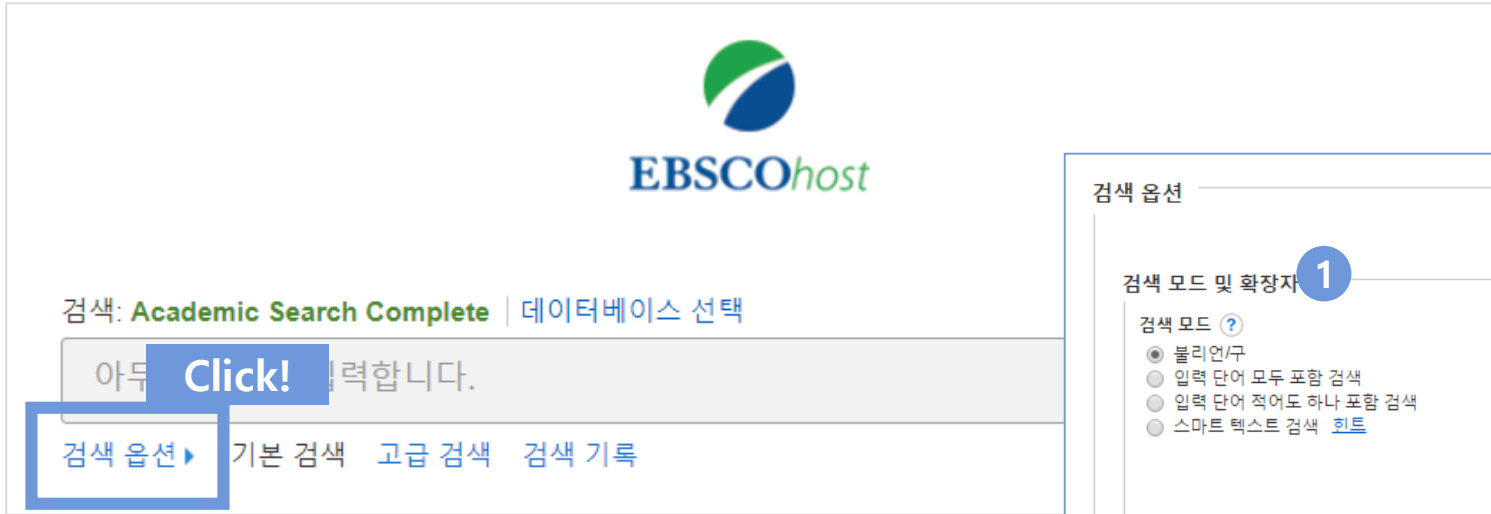 EBSCOhost
검색: Academic Search Complete 데이터베이스 선택
아무 Click! 력합니다.
검색 옵션 기본 검색 고급 검색 검색 기록
검색 옵션
검색 모드 및 확장자 1
검색 모드 ?
불리언/구
입력 단어 모두 포함 검색
입력 단어 적어도 하나 포함 검색
스마트 텍스트 검색 힌트